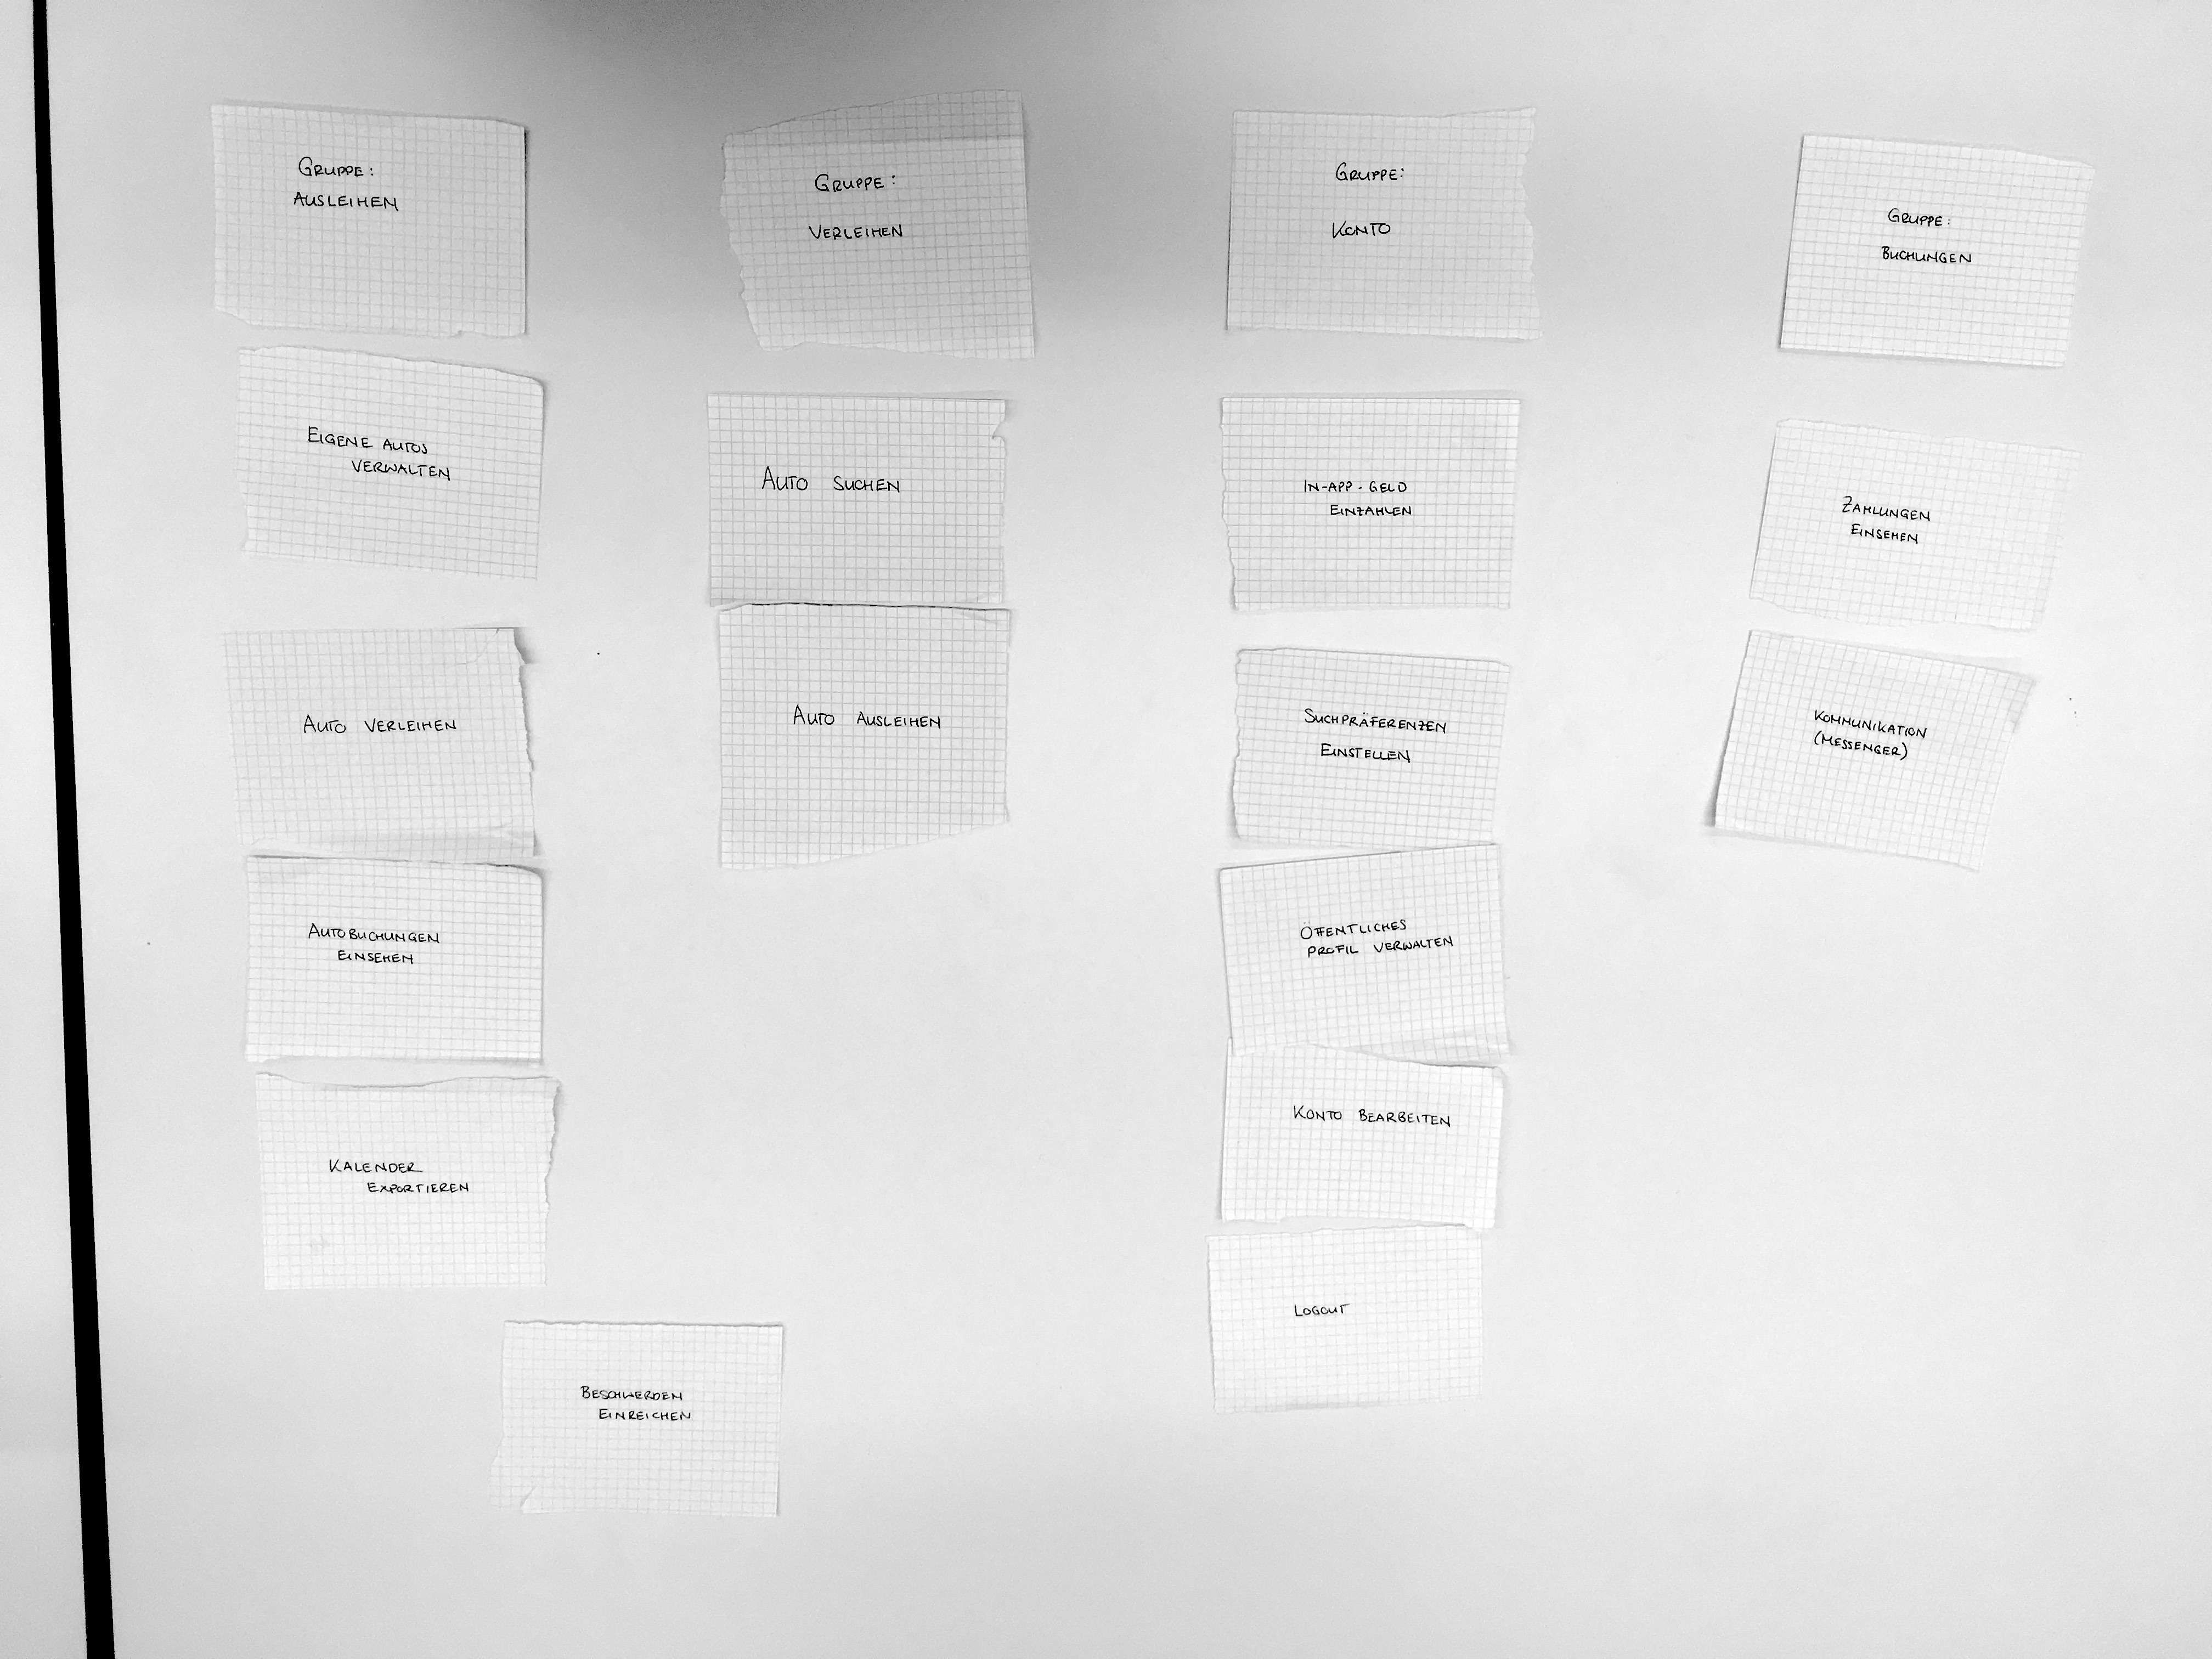 GRUPPE:
AUSLEIHEN
EIGENE AUTOS
VERWALTEN
AUTO VERLEIHEN
AUTOBUCHUNGEN
EINSEHEN
KALENDER
EXPORTIEREN
BESCHWERDEN
EINREICHEN
GRUPPE:
VERLEIHEN
AUTO SUCHEN
AUTO AUSLEIHEN
GRUPPE:
KONTO
IN-APP-GELD
EINZAHLEN
SUCHPRÄFERENZEN
EINSTELLEN
ÖFFENTLICHES
PROFIL VERWALTEN
KONTO BEARBEITEN
LOGOUT
GRUPPE:
BUCHUNGEN
ZAHLUNGEN
EINSEHEN
KOMMUNIKATION
(MESSENGER)